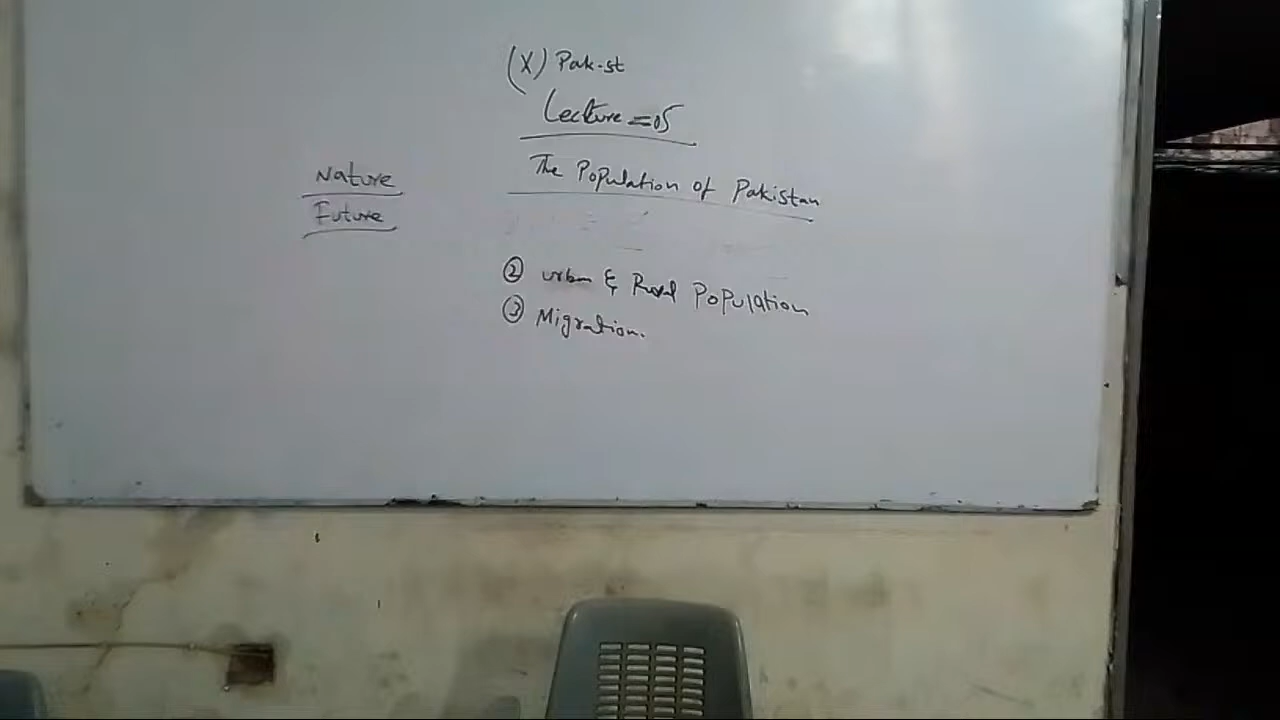 (X) Pak-st
Lecture = 05
The Population of Pakistan
Nature
Future
② urban & Rural Population
③ Migration.